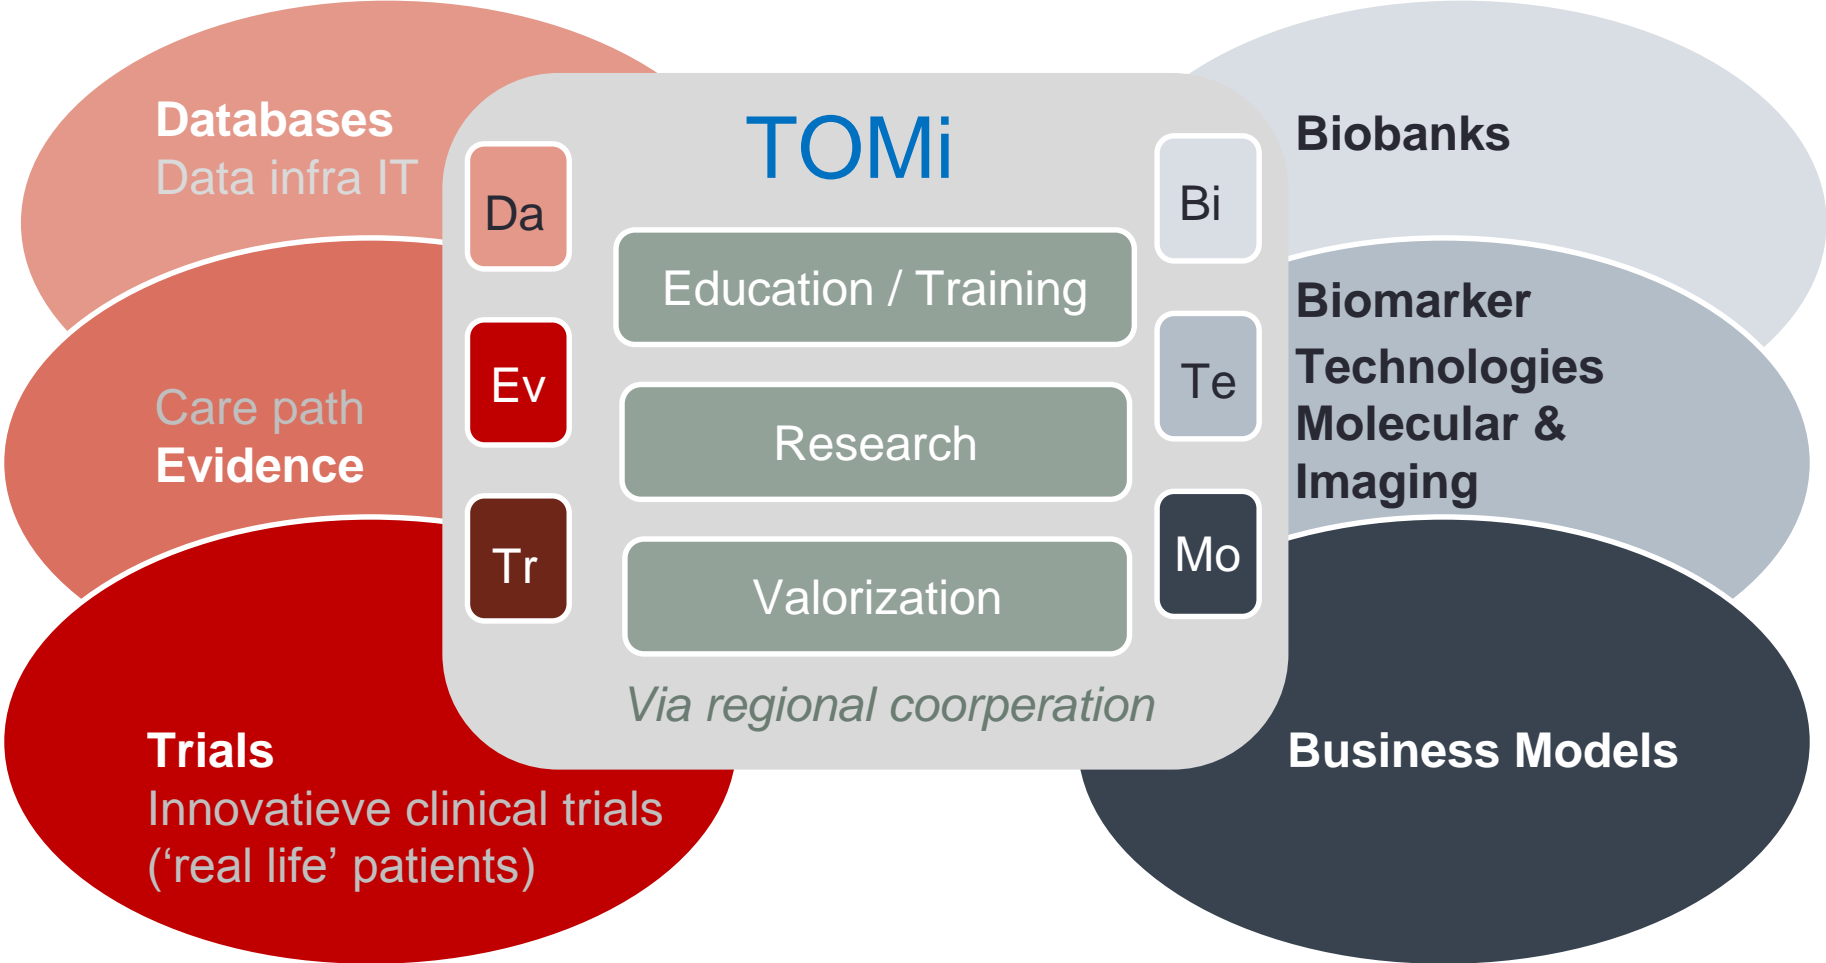 Databases
Data infra IT
Care path
Evidence
Trials
Innovatieve clinical trials
(‘real life’ patients)
TOMi
Da
Ev
Tr
Education / Training
Research
Valorization
Via regional coorperation
Bi
Te
Mo
Biobanks
Biomarker
Technologies
Molecular &
Imaging
Business Models